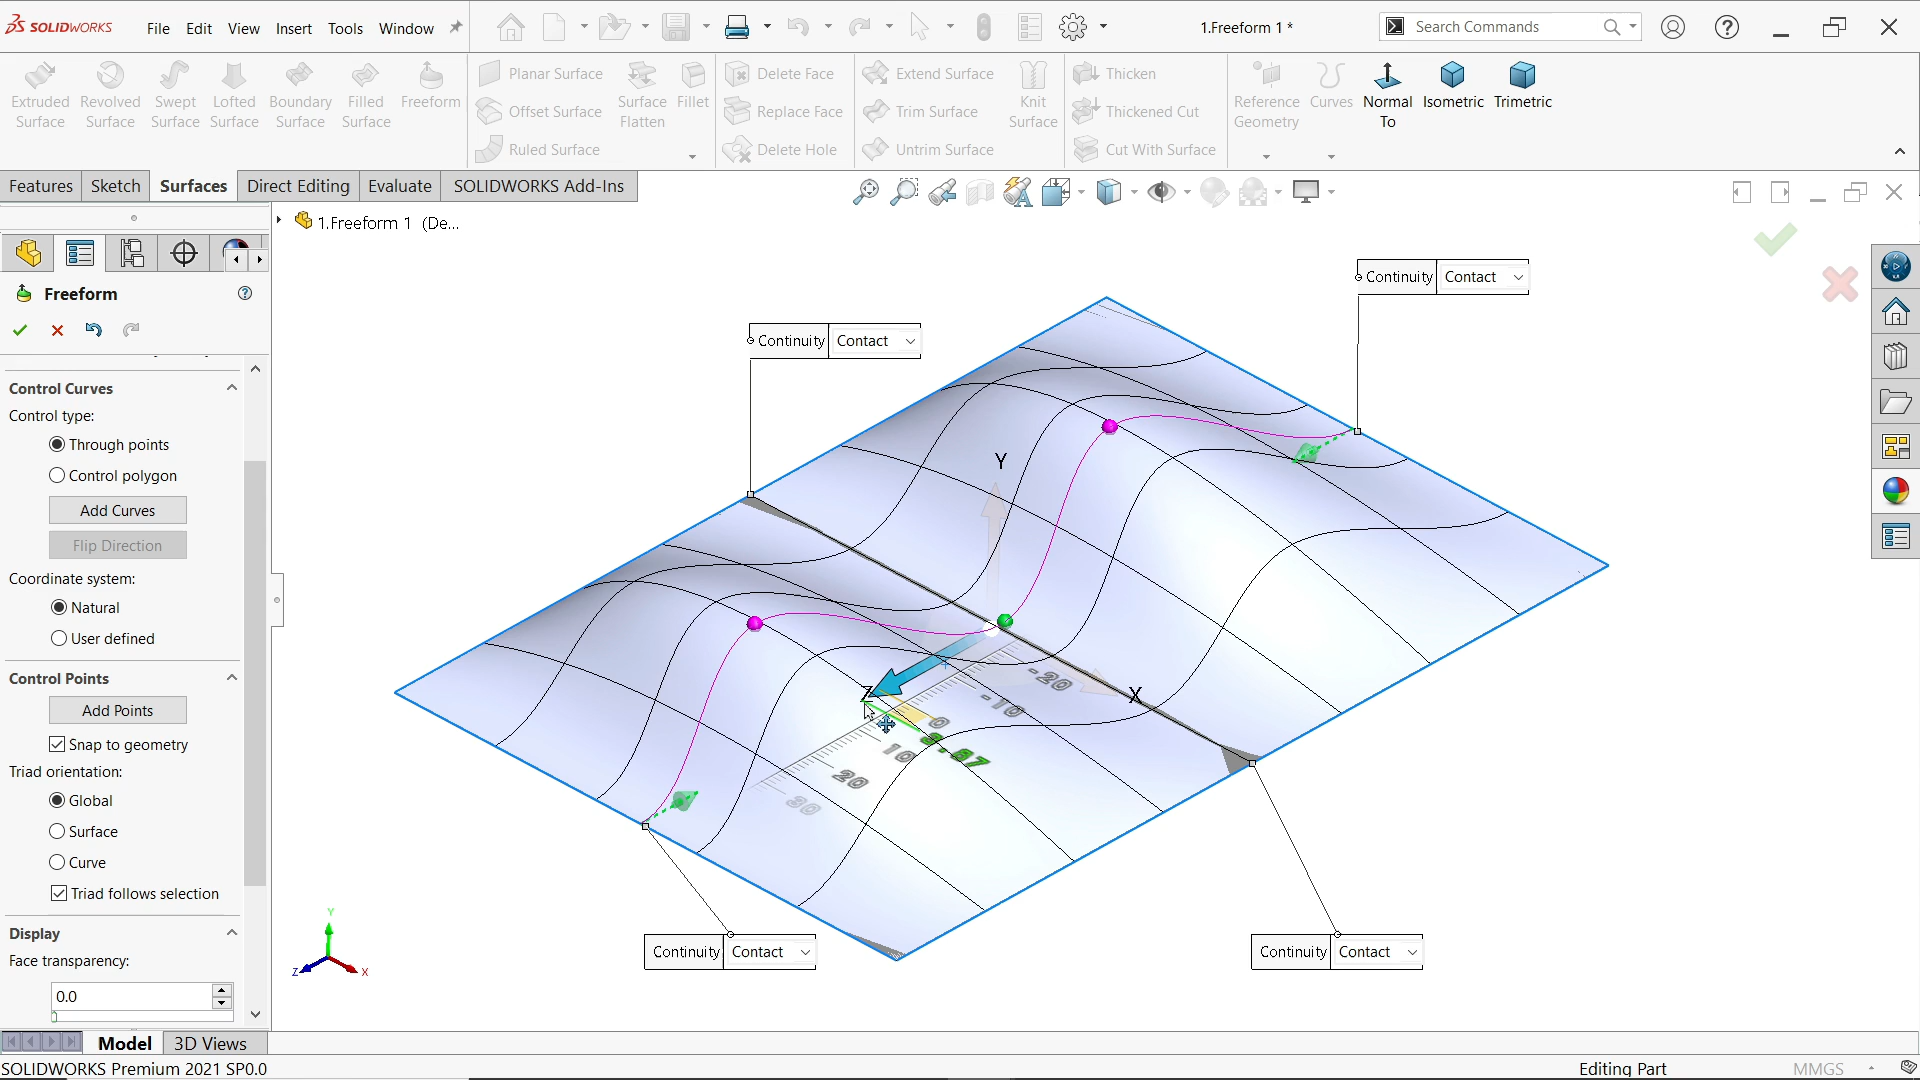 SOLIDWORKS
File Edit View Insert Tools Window
1.Freeform 1 *
Search Commands
Extruded Surface
Revolved Surface
Swept Surface
Lofted Surface
Boundary Surface
Filled Surface
Freeform
Planar Surface
Offset Surface
Ruled Surface
Surface Flatten
Fillet
Delete Face
Replace Face
Delete Hole
Extend Surface
Trim Surface
Untrim Surface
Knit Surface
Thicken
Thickened Cut
Cut With Surface
Reference Geometry
Curves
Normal To
Isometric
Trimetric
Features Sketch Surfaces Direct Editing Evaluate SOLIDWORKS Add-Ins
1.Freeform 1 (De...
Freeform
Control Curves
Control type:
Through points
Control polygon
Add Curves
Flip Direction
Coordinate system:
Natural
User defined
Control Points
Add Points
Snap to geometry
Triad orientation:
Global
Surface
Curve
Triad follows selection
Display
Face transparency:
0.0
Continuity Contact
Continuity Contact
Y
X
Z
-20
-10
0
10
20
30
Continuity Contact
Continuity Contact
Y
Z
X
Model 3D Views
SOLIDWORKS Premium 2021 SP0.0
Editing Part
MMGS